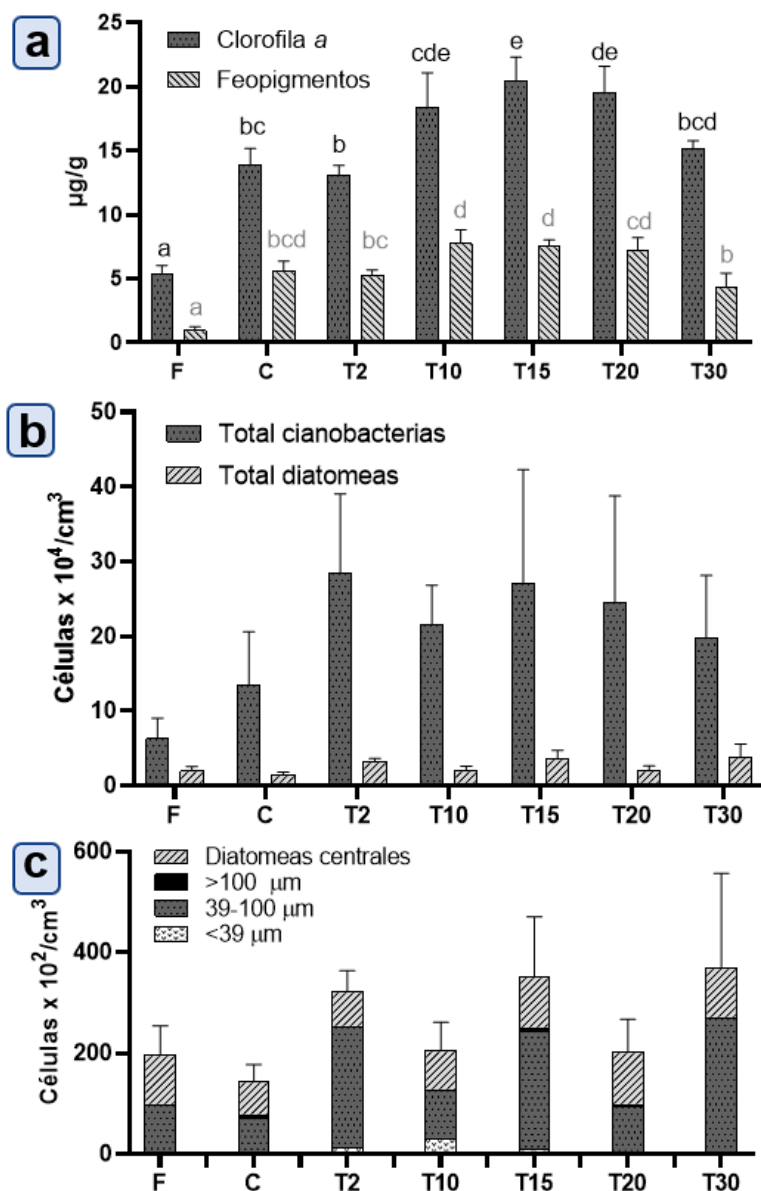 a
25
20
15
10
5
0
µg/g
Clorofila a
Feopigmentos
a
a
bc
bcd
b
bc
cde
d
e
d
de
cd
bcd
b
F C T2 T10 T15 T20 T30
b
50
40
30
20
10
0
Células x 10⁴/cm³
Total cianobacterias
Total diatomeas
F C T2 T10 T15 T20 T30
c
600
400
200
0
Células x 10²/cm³
Diatomeas centrales
>100 µm
39-100 µm
<39 µm
F C T2 T10 T15 T20 T30